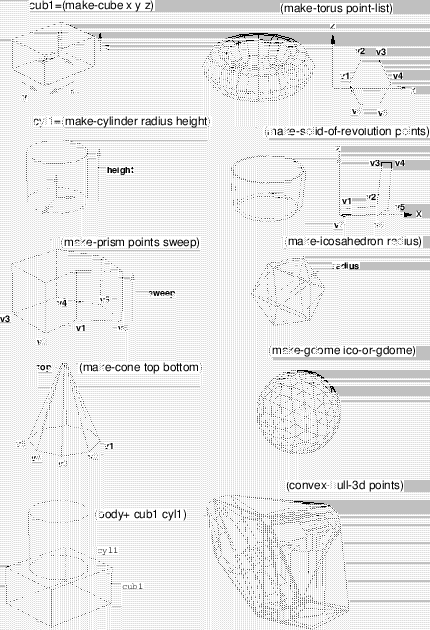 cub1=(make-cube x y z)
(make-torus point-list)
z
v2 v3
v1 v4
cyl1=(make-cylinder radius height)
height
(make-solid-of-revolution points)
z
v3 v4
v1 v2
v5
x
(make-prism points sweep)
sweep
v4
v3
v1
v2
(make-icosahedron radius)
radius
top
(make-cone top bottom)
v1
(make-gdome ico-or-gdome)
(convex-hull-3d points)
(body+ cub1 cyl1)
cyl1
cub1